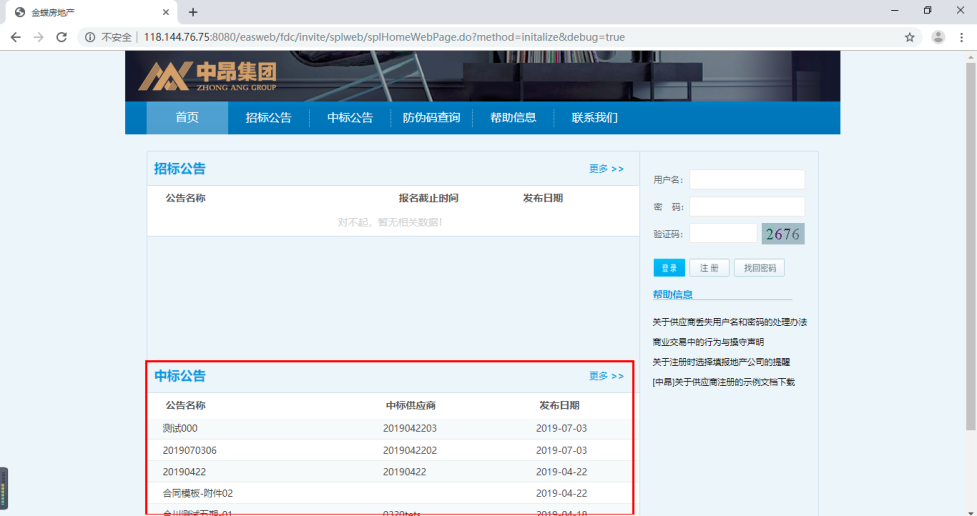 金蝶房地产
不安全 118.144.76.75:8080/easweb/fdc/invite/splweb/splHomeWebPage.do?method=initalize&debug=true
中昂集团
ZHONG ANG GROUP
首页 招标公告 中标公告 防伪码查询 帮助信息 联系我们
招标公告 更多 >>
公告名称 报名截止时间 发布日期
对不起，暂无相关数据！
用户名：
密 码：
验证码： 2676
登录 注 册 找回密码
帮助信息
关于供应商丢失用户名和密码的处理办法
商业交易中的行为与操守声明
关于注册时选择填报地产公司的提醒
[中昂]关于供应商注册的示例文档下载
中标公告 更多 >>
公告名称 中标供应商 发布日期
测试000 2019042203 2019-07-03
2019070306 2019042202 2019-07-03
20190422 20190422 2019-04-22
合同模板-附件02 2019-04-22
合川测试五期-01 0320tets 2019-04-18